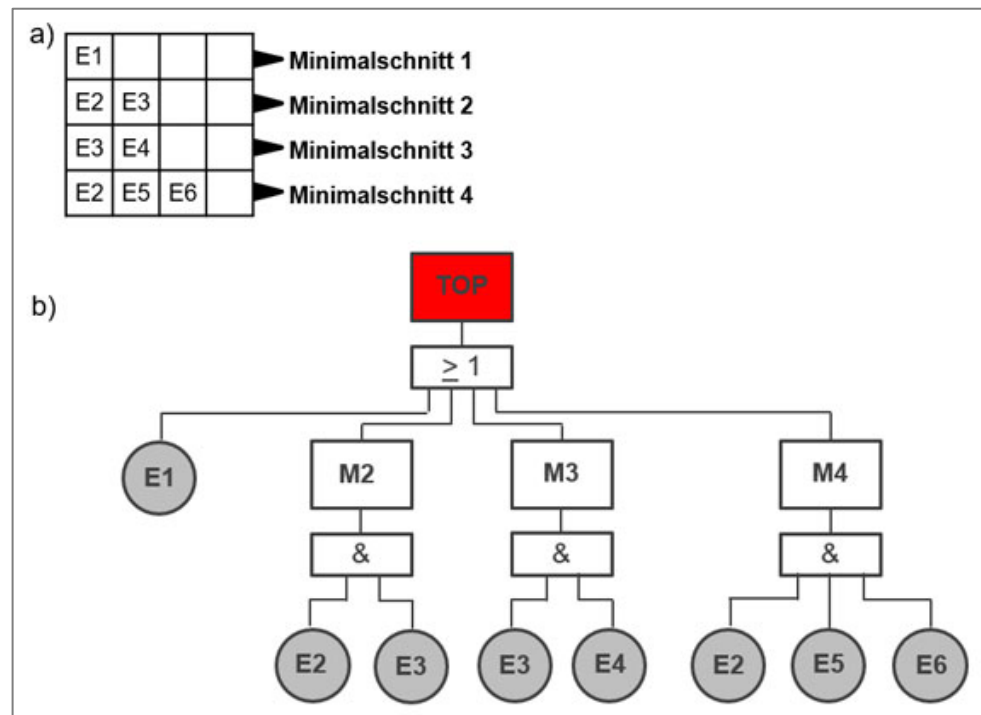 a)
E1 Minimalschnitt 1
E2 E3 Minimalschnitt 2
E3 E4 Minimalschnitt 3
E2 E5 E6 Minimalschnitt 4
TOP
b)
≥ 1
E1 M2 M3 M4
& & &
E2 E3 E3 E4 E2 E5 E6